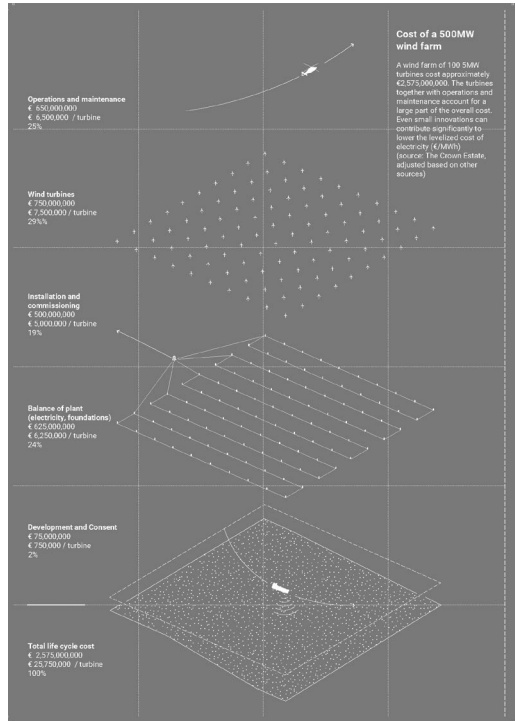 Cost of a 500MW
wind farm
A wind farm of 100 5MW
turbines cost approximately
€2,575,000,000. The turbines
together with operations and
maintenance account for a
large part of the overall cost.
Even small innovations can
contribute significantly to
lower the levelized cost of
electricity (€/MWh)
(source: The Crown Estate,
adjusted based on other
sources)
Operations and maintenance
€ 650,000,000
€ 6,500,000 / turbine
25%
Wind turbines
€ 750,000,000
€ 7,500,000 / turbine
29%%
Installation and
commissioning
€ 500,000,000
€ 5,000,000 / turbine
19%
Balance of plant
(electricity, foundations)
€ 625,000,000
€ 6,250,000 / turbine
24%
Development and Consent
€ 75,000,000
€ 750,000 / turbine
2%
Total life cycle cost
€ 2,575,000,000
€ 25,750,000 / turbine
100%